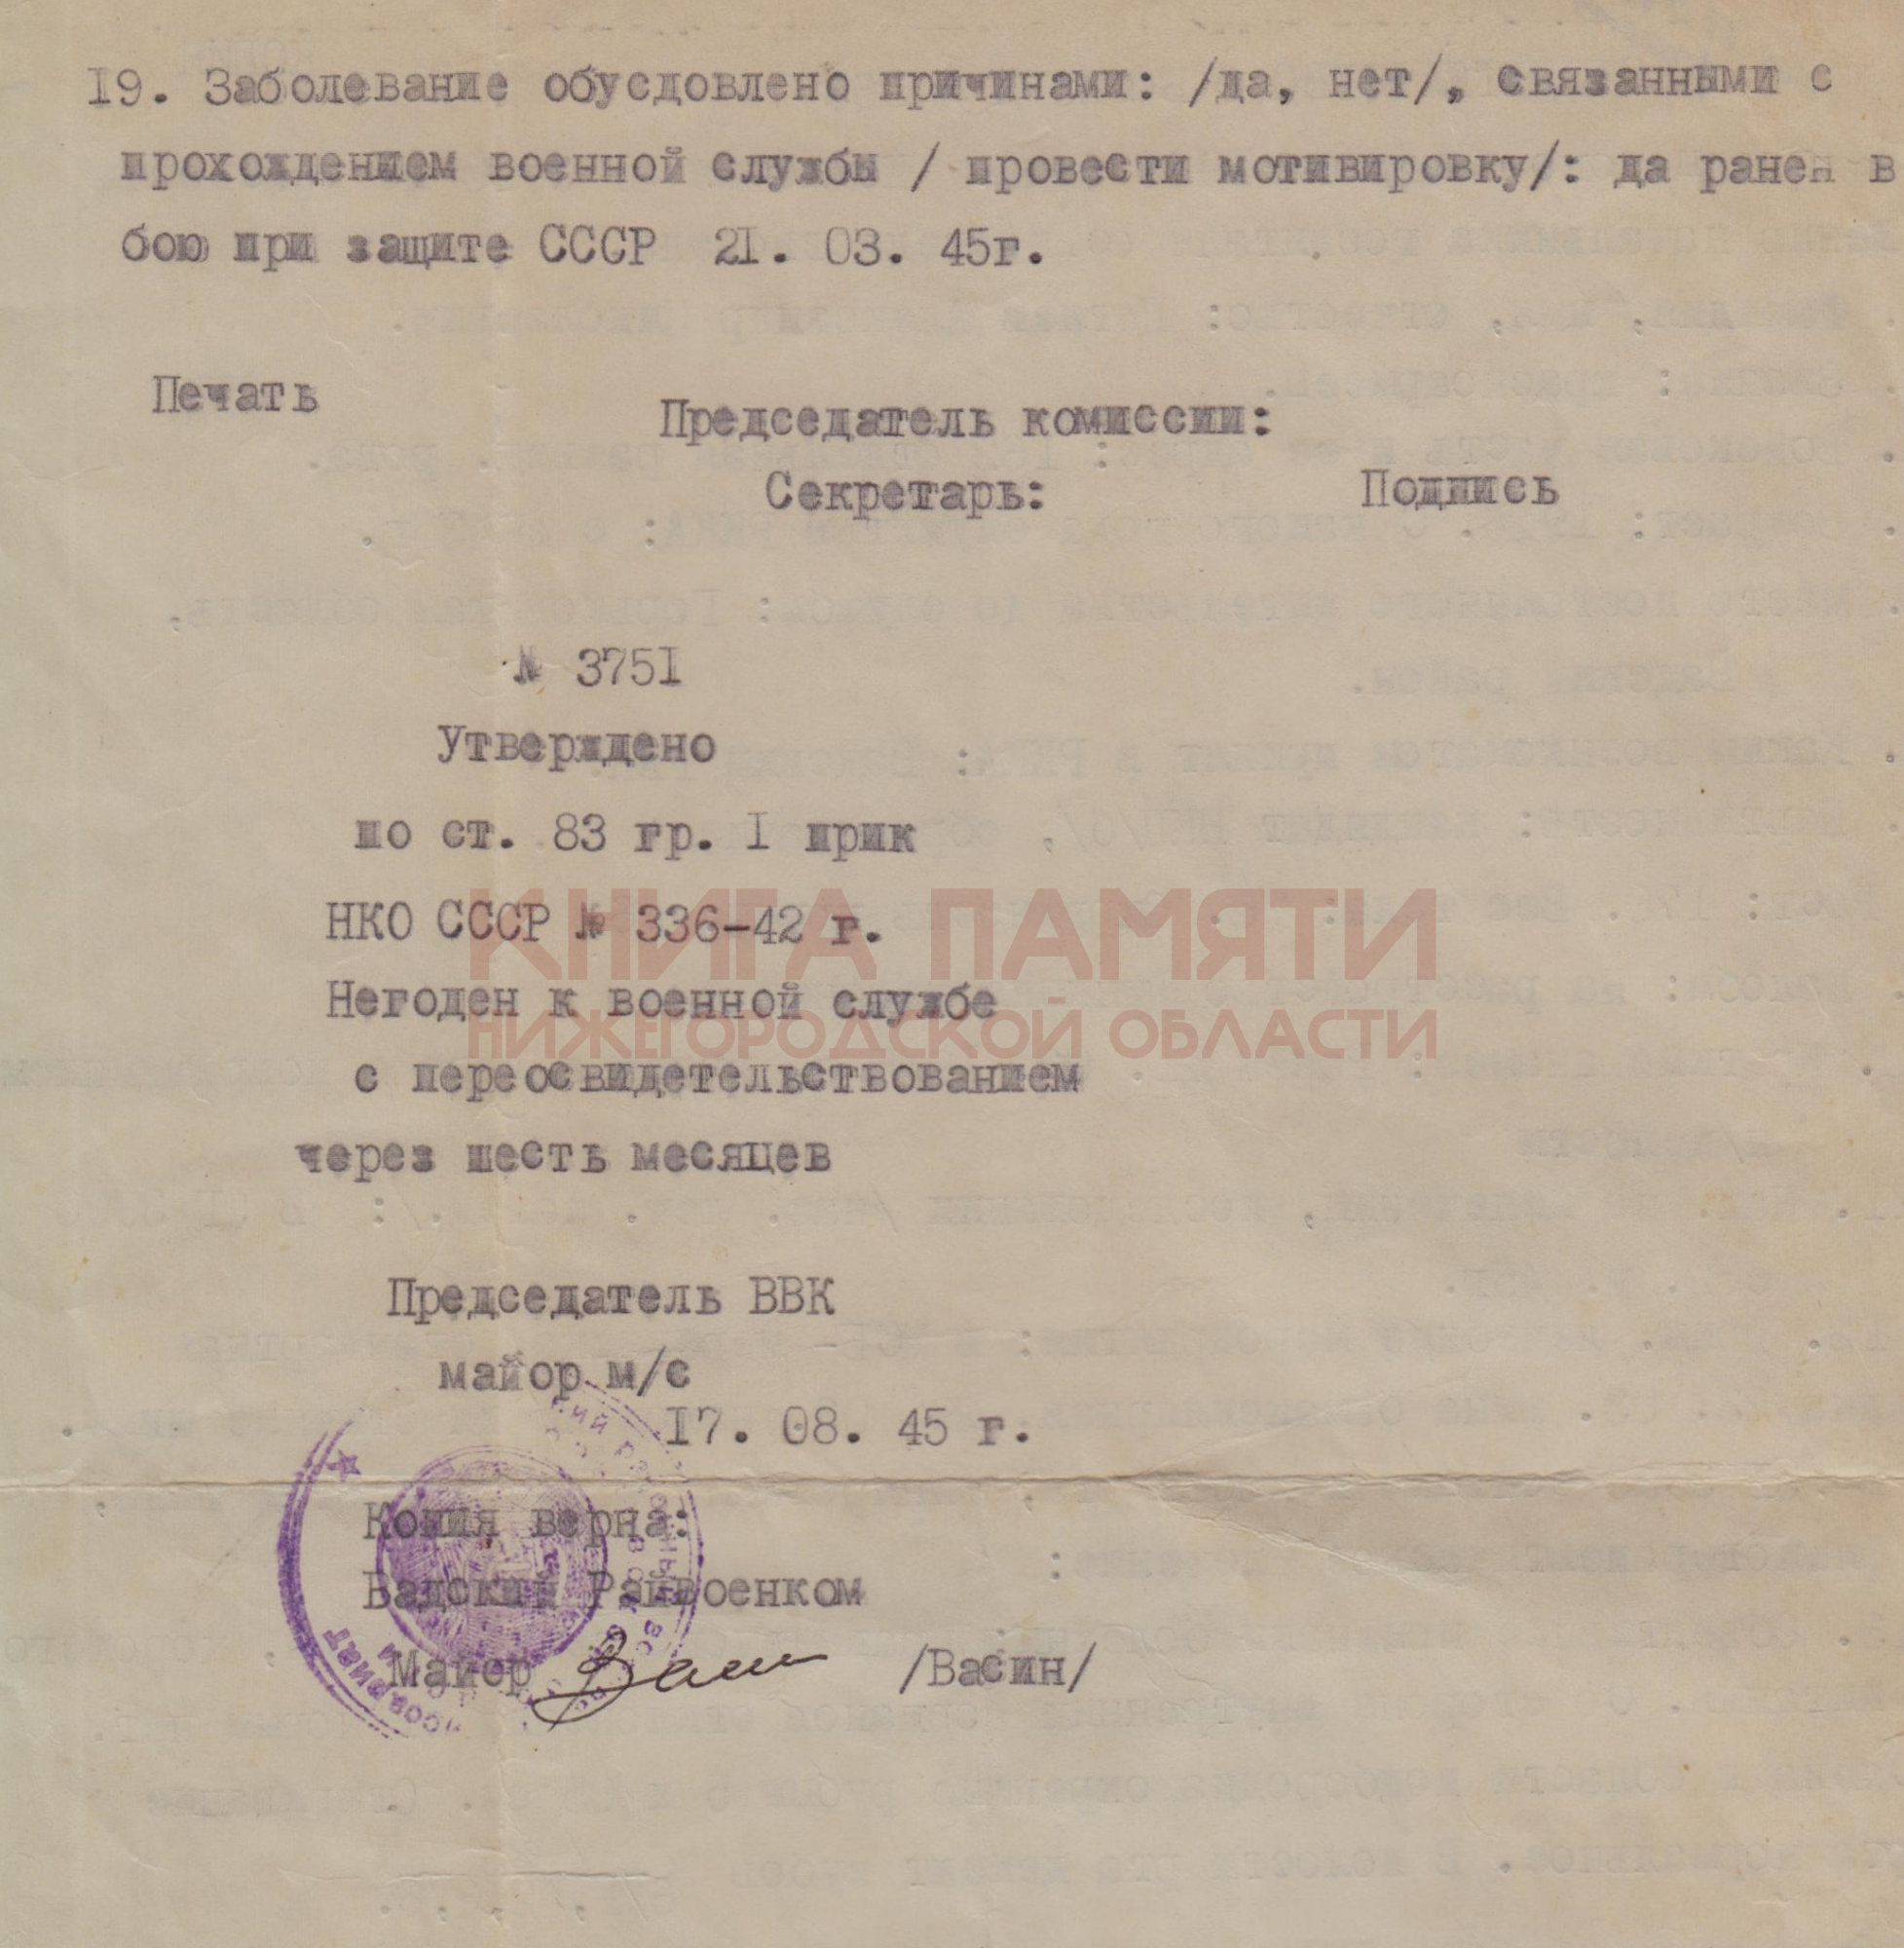 19. Заболевание обусдовлено причинами: /да, нет/, связанными с
прохождением военной службы / провести мотивировку/: да ранен в
бою при защите СССР 21. 03. 45г.
Печать
Председатель комиссии:
Секретарь: Подпись
№ 3751
Утверждено
по ст. 83 гр. I прик
НКО СССР № 336-42 г.
КНИГА ПАМЯТИ
Негоден к военной службе
НИЖЕГОРОДСКОЙ ОБЛАСТИ
с переосвидетельствованием
через шесть месяцев
Председатель ВВК
майор м/с
17. 08. 45 г.
Копия верна:
Вадский Райвоенком
Майор /Васин/